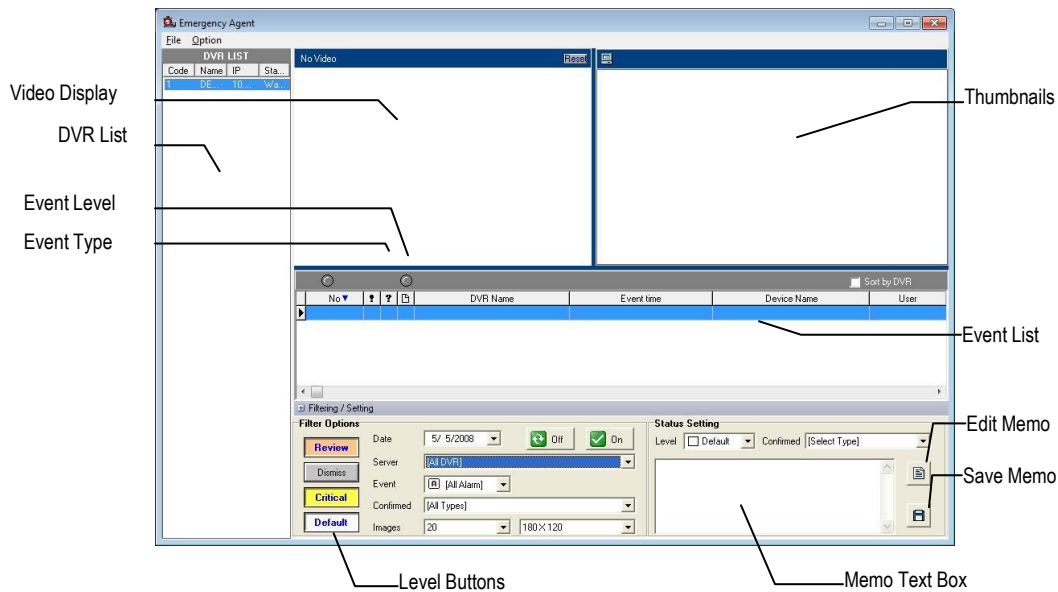 Emergency Agent
File Option
DVR LIST
Code Name IP Sta...
1 DE... 10.... Wa...
No Video Reset
Video Display
DVR List
Event Level
Event Type
Thumbnails
Sort by DVR
No ! ? DVR Name Event time Device Name User
Event List
Filtering / Setting
Filter Options
Review
Dismiss
Critical
Default
Date 5/ 5/2008 Off On
Server [All DVR]
Event [All Alarm]
Confirmed [All Types]
Images 20 180 X 120
Status Setting
Level Default Confirmed [Select Type]
Edit Memo
Save Memo
Level Buttons
Memo Text Box